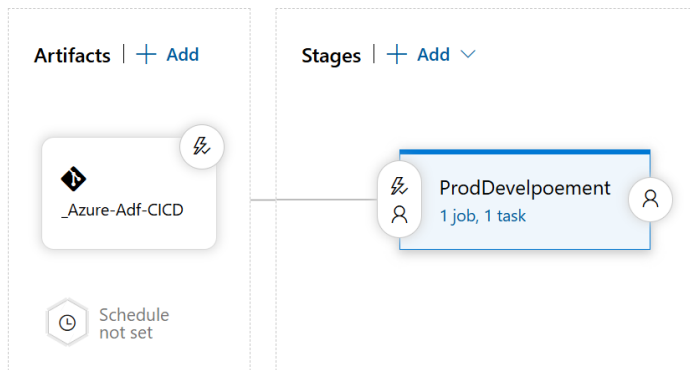 Artifacts | + Add
Stages | + Add
_Azure-Adf-CICD
ProdDevelpoement
1 job, 1 task
Schedule
not set